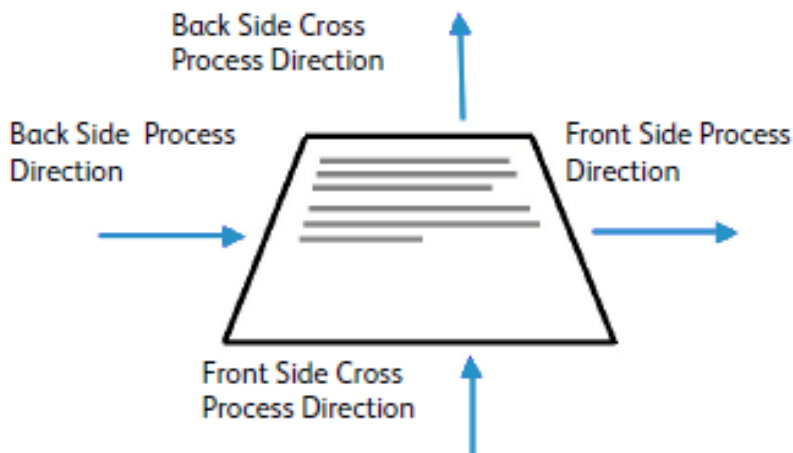 Back Side Cross
Process Direction
Back Side Process
Direction
Front Side Process
Direction
Front Side Cross
Process Direction